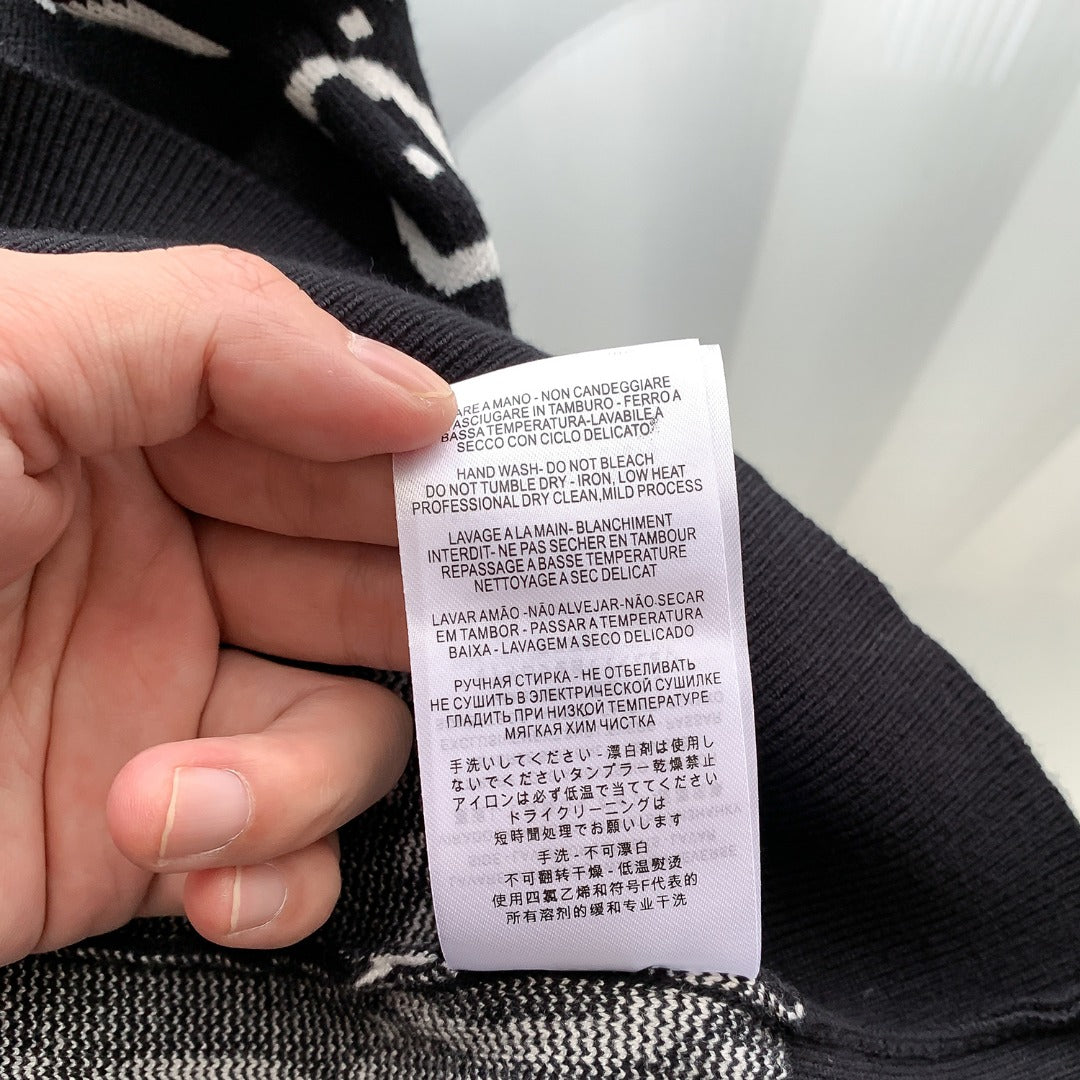 A MANO - NON CANDEGGIARE
ASCIUGARE IN TAMBURO - FERRO A
BASSA TEMPERATURA-LAVABILE A
SECCO CON CICLO DELICATO
HAND WASH- DO NOT BLEACH
DO NOT TUMBLE DRY - IRON, LOW HEAT
PROFESSIONAL DRY CLEAN,MILD PROCESS
LAVAGE A LA MAIN- BLANCHIMENT
INTERDIT- NE PAS SECHER EN TAMBOUR
REPASSAGE A BASSE TEMPERATURE
NETTOYAGE A SEC DELICAT
LAVAR AMÃO -NÃ0 ALVEJAR-NÃO SECAR
EM TAMBOR - PASSAR A TEMPERATURA
BAIXA - LAVAGEM A SECO DELICADO
РУЧНАЯ СТИРКА - НЕ ОТБЕЛИВАТЬ
НЕ СУШИТЬ В ЭЛЕКТРИЧЕСКОЙ СУШИЛКЕ
ГЛАДИТЬ ПРИ НИЗКОЙ ТЕМПЕРАТУРЕ
МЯГКАЯ ХИМ ЧИСТКА
手洗いしてください - 漂白剤は使用し
ないでくださいタンブラー乾燥禁止
アイロンは必ず低温で当ててください
ドライクリーニングは
短時間処理でお願いします
手洗 - 不可漂白
不可翻转干燥 - 低温熨烫
使用四氯乙烯和符号F代表的
所有溶剂的缓和专业干洗